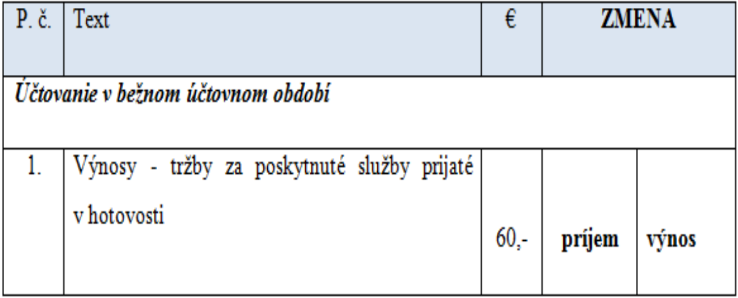 P. č. Text € ZMENA
Účtovanie v bežnom účtovnom období
1. Výnosy - tržby za poskytnuté služby prijaté
v hotovosti
60,- príjem výnos